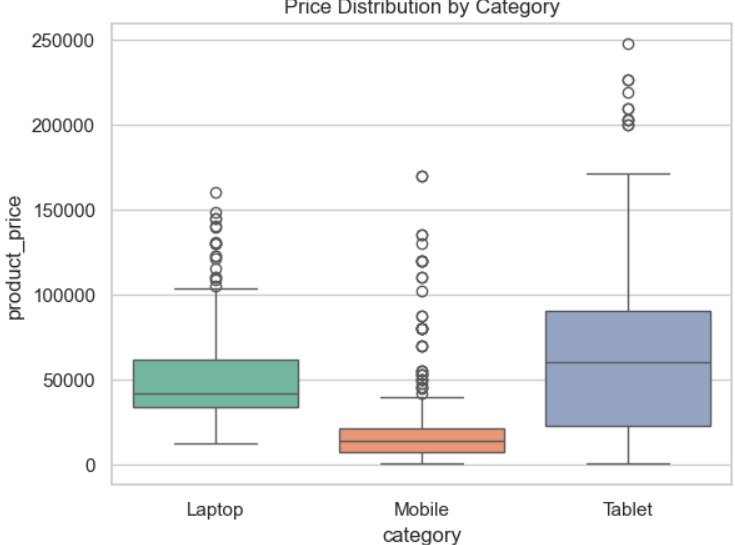 Price Distribution by Category
250000
200000
150000
100000
50000
0
product_price
Laptop Mobile Tablet
category